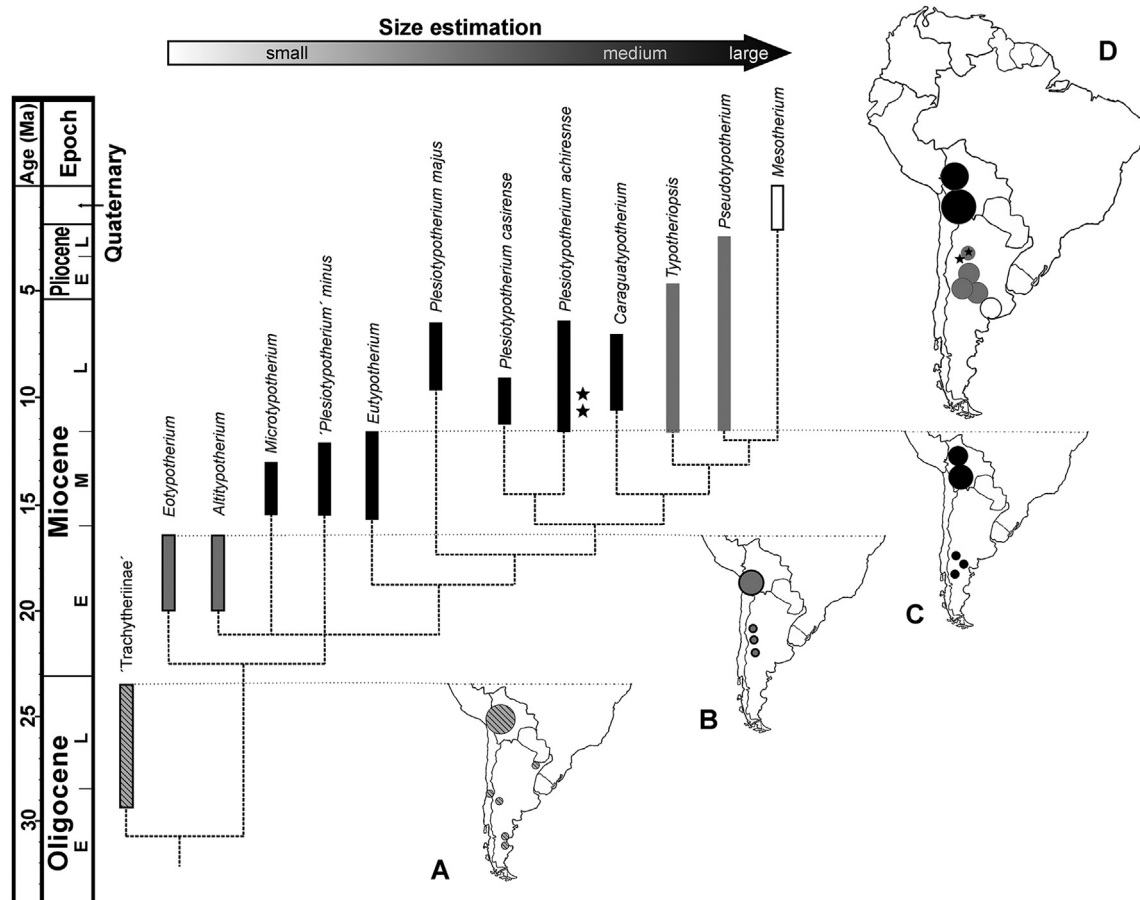 Size estimation
small medium large
D
Age (Ma)
Epoch
Quaternary
Pliocene
E L
Miocene
E M L
Oligocene
E L
5
10
15
20
25
30
´Trachytheriinae´
Eotypotherium
Altitypotherium
Microtypotherium
´Plesiotypotherium´ minus
Eutypotherium
Plesiotypotherium majus
Plesiotypotherium casirense
Plesiotypotherium achiresnse
Caraguatypotherium
Typotheriopsis
Pseudotypotherium
Mesotherium
C
B
A